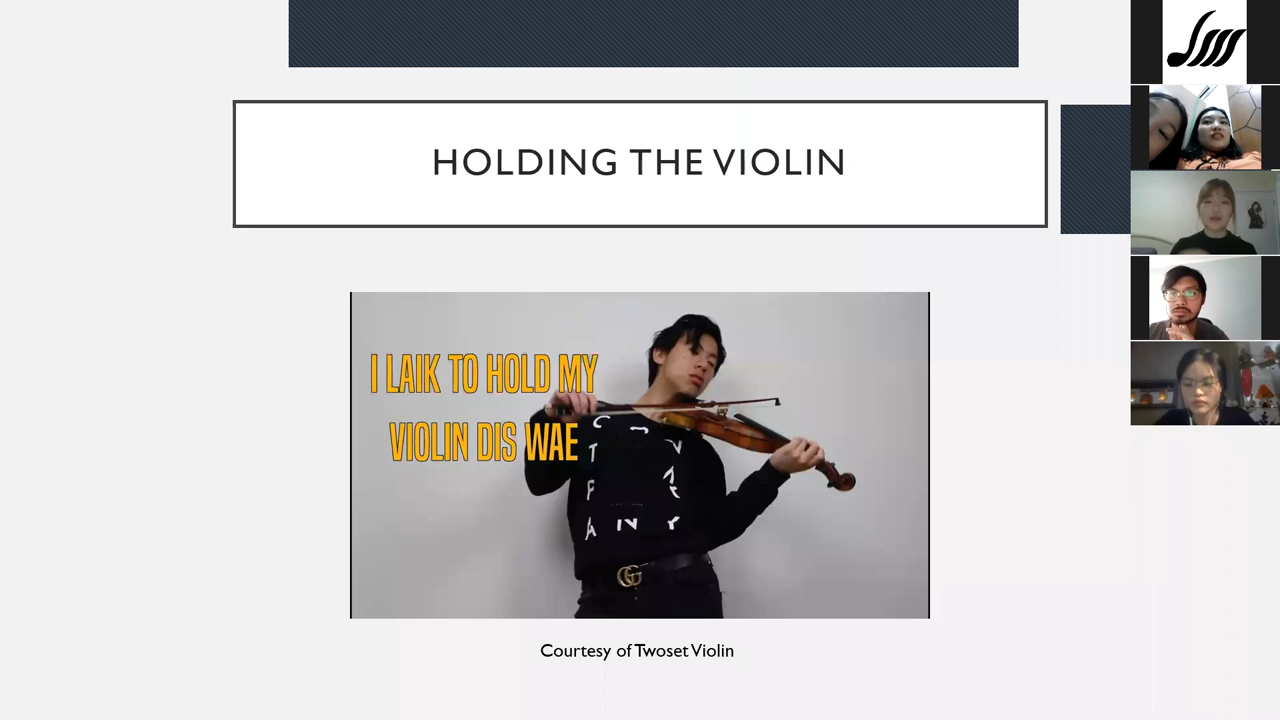 HOLDING THE VIOLIN
I LAIK TO HOLD MY
VIOLIN DIS WAE
Courtesy of Twoset Violin